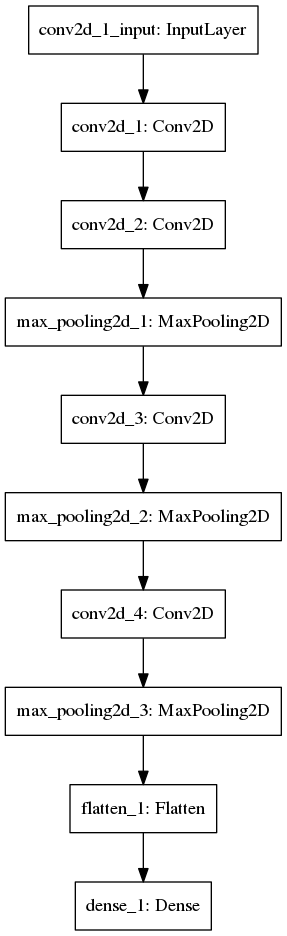 conv2d_1_input: InputLayer
conv2d_1: Conv2D
conv2d_2: Conv2D
max_pooling2d_1: MaxPooling2D
conv2d_3: Conv2D
max_pooling2d_2: MaxPooling2D
conv2d_4: Conv2D
max_pooling2d_3: MaxPooling2D
flatten_1: Flatten
dense_1: Dense